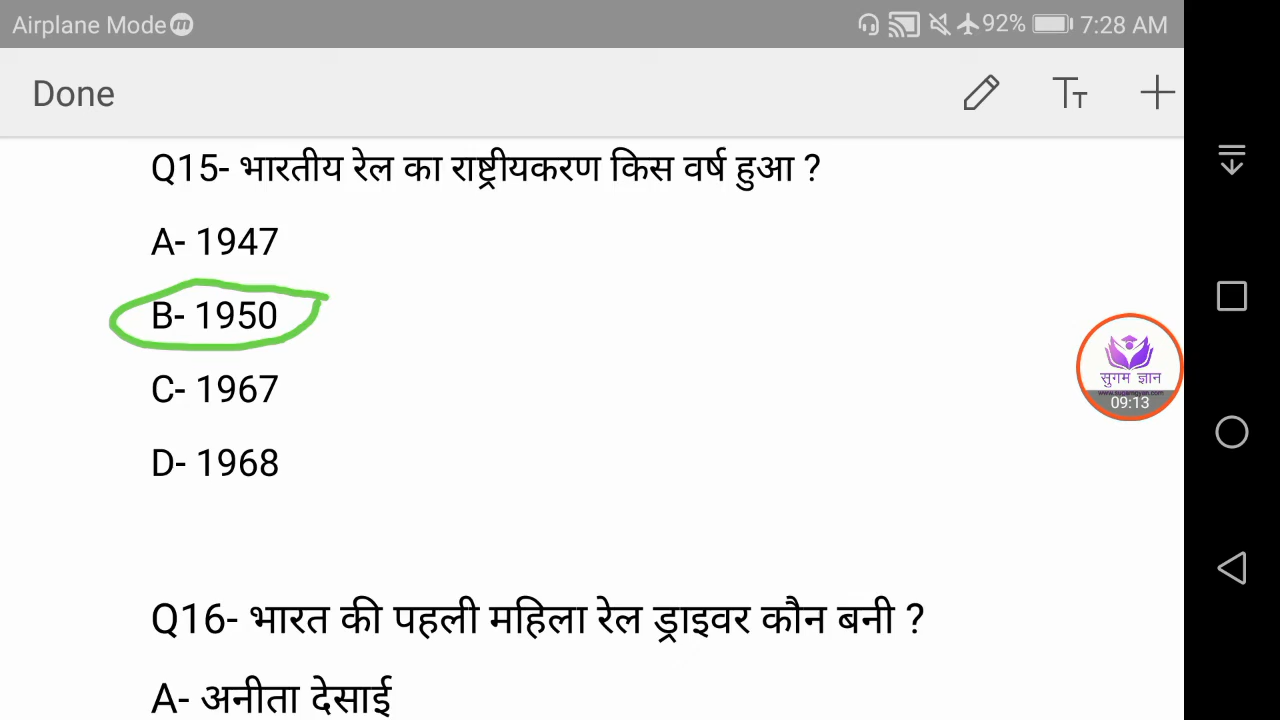 Airplane Mode 92% 7:28 AM
Done
Q15- भारतीय रेल का राष्ट्रीयकरण किस वर्ष हुआ ?
A- 1947
B- 1950
C- 1967
D- 1968
सुगम ज्ञान
09:13
Q16- भारत की पहली महिला रेल ड्राइवर कौन बनी ?
A- अनीता देसाई